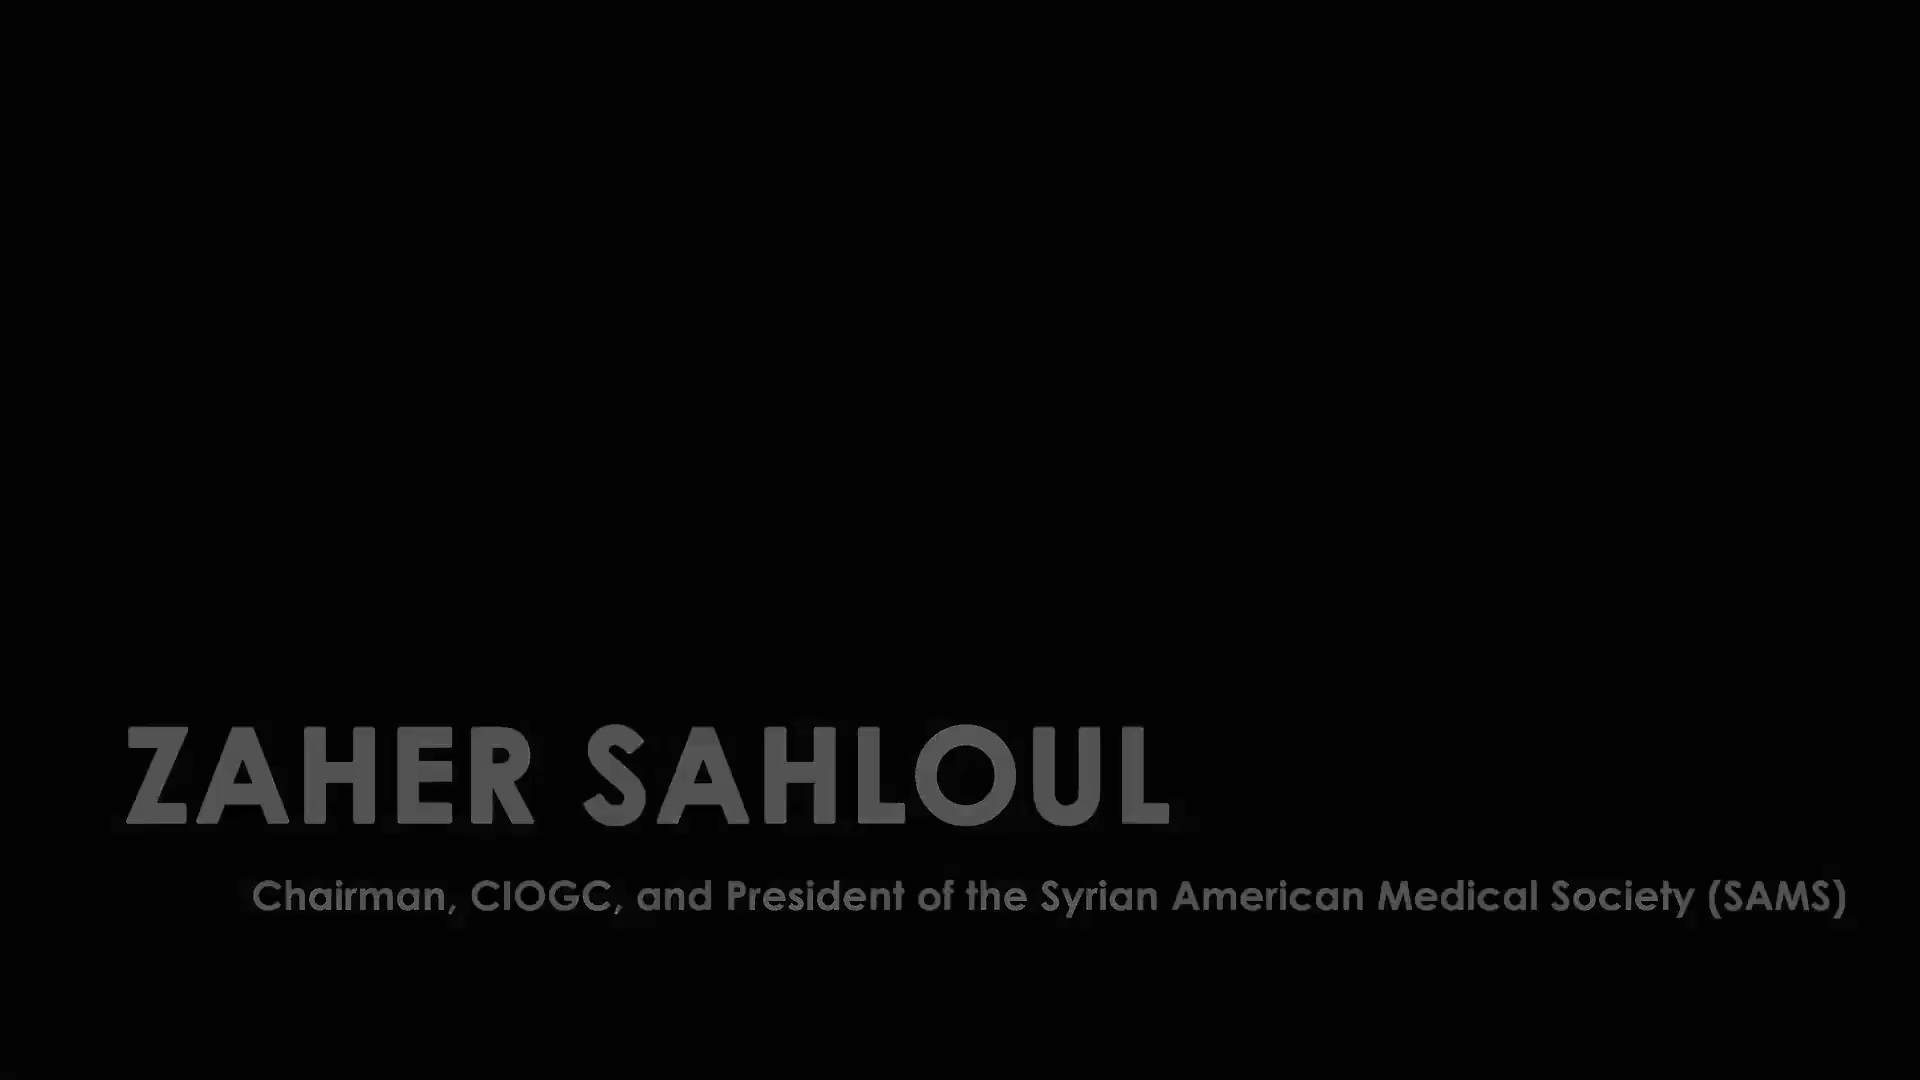 ZAHER SAHLOUL
Chairman, CIOGC, and President of the Syrian American Medical Society (SAMS)